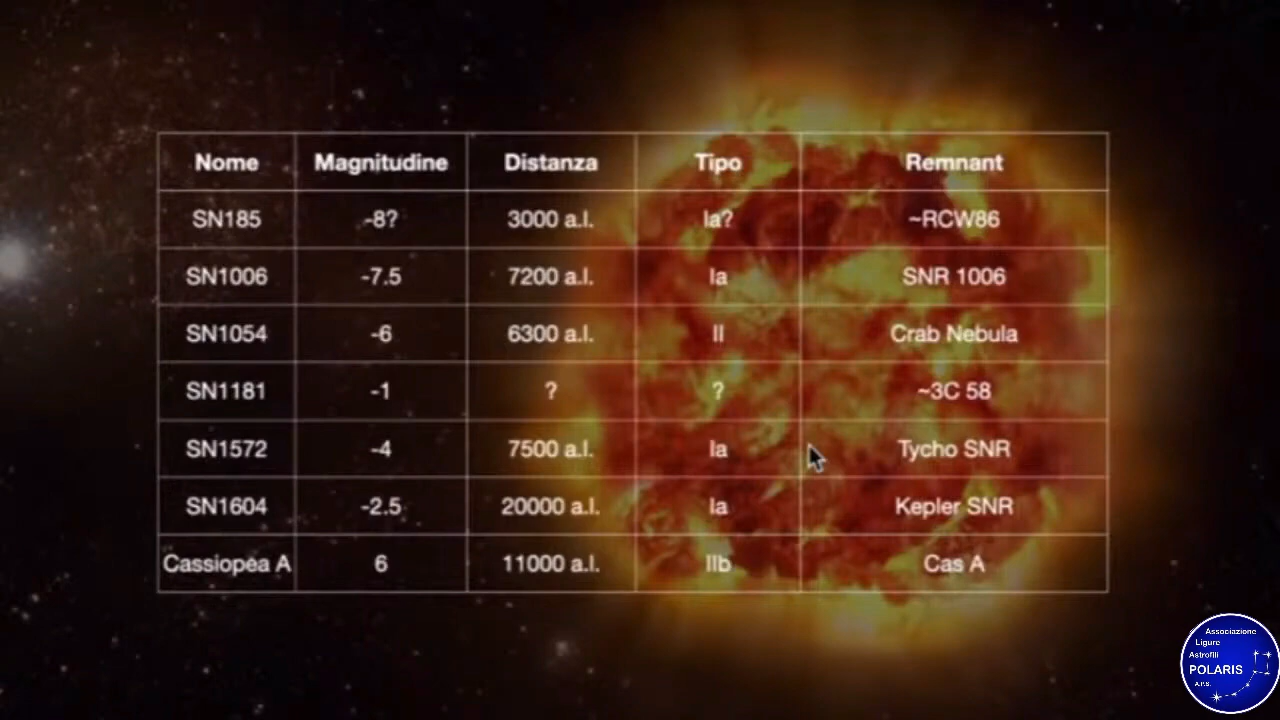 Nome Magnitudine Distanza Tipo Remnant
SN185 -8? 3000 a.l. Ia? ~RCW86
SN1006 -7.5 7200 a.l. Ia SNR 1006
SN1054 -6 6300 a.l. II Crab Nebula
SN1181 -1 ? ? ~3C 58
SN1572 -4 7500 a.l. Ia Tycho SNR
SN1604 -2.5 20000 a.l. Ia Kepler SNR
Cassiopea A 6 11000 a.l. IIb Cas A
Associazione
Ligure
Astrofili
POLARIS
A.P.S.